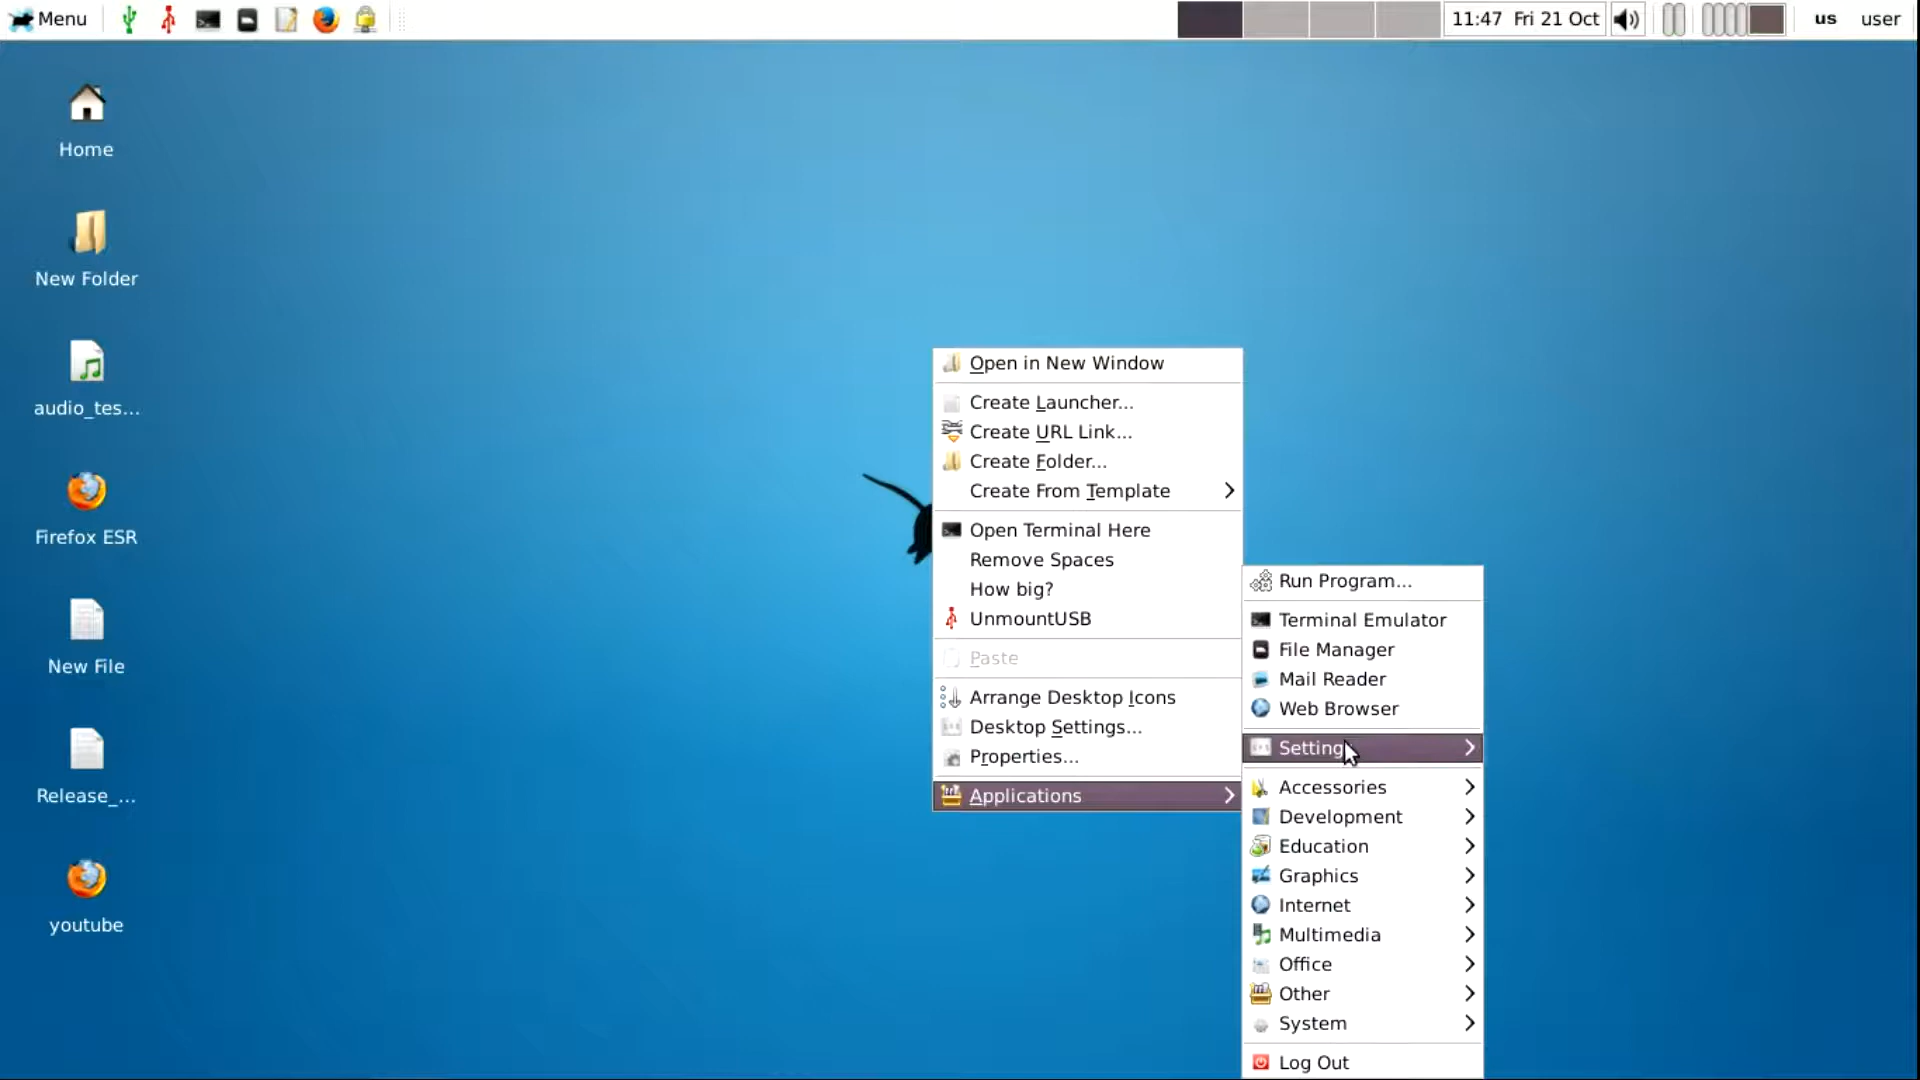 Menu
11:47 Fri 21 Oct
us
user
Home
New Folder
audio_tes...
Firefox ESR
New File
Release_...
youtube
Open in New Window
Create Launcher...
Create URL Link...
Create Folder...
Create From Template
Open Terminal Here
Remove Spaces
How big?
UnmountUSB
Paste
Arrange Desktop Icons
Desktop Settings...
Properties...
Applications
Run Program...
Terminal Emulator
File Manager
Mail Reader
Web Browser
Setting
Accessories
Development
Education
Graphics
Internet
Multimedia
Office
Other
System
Log Out